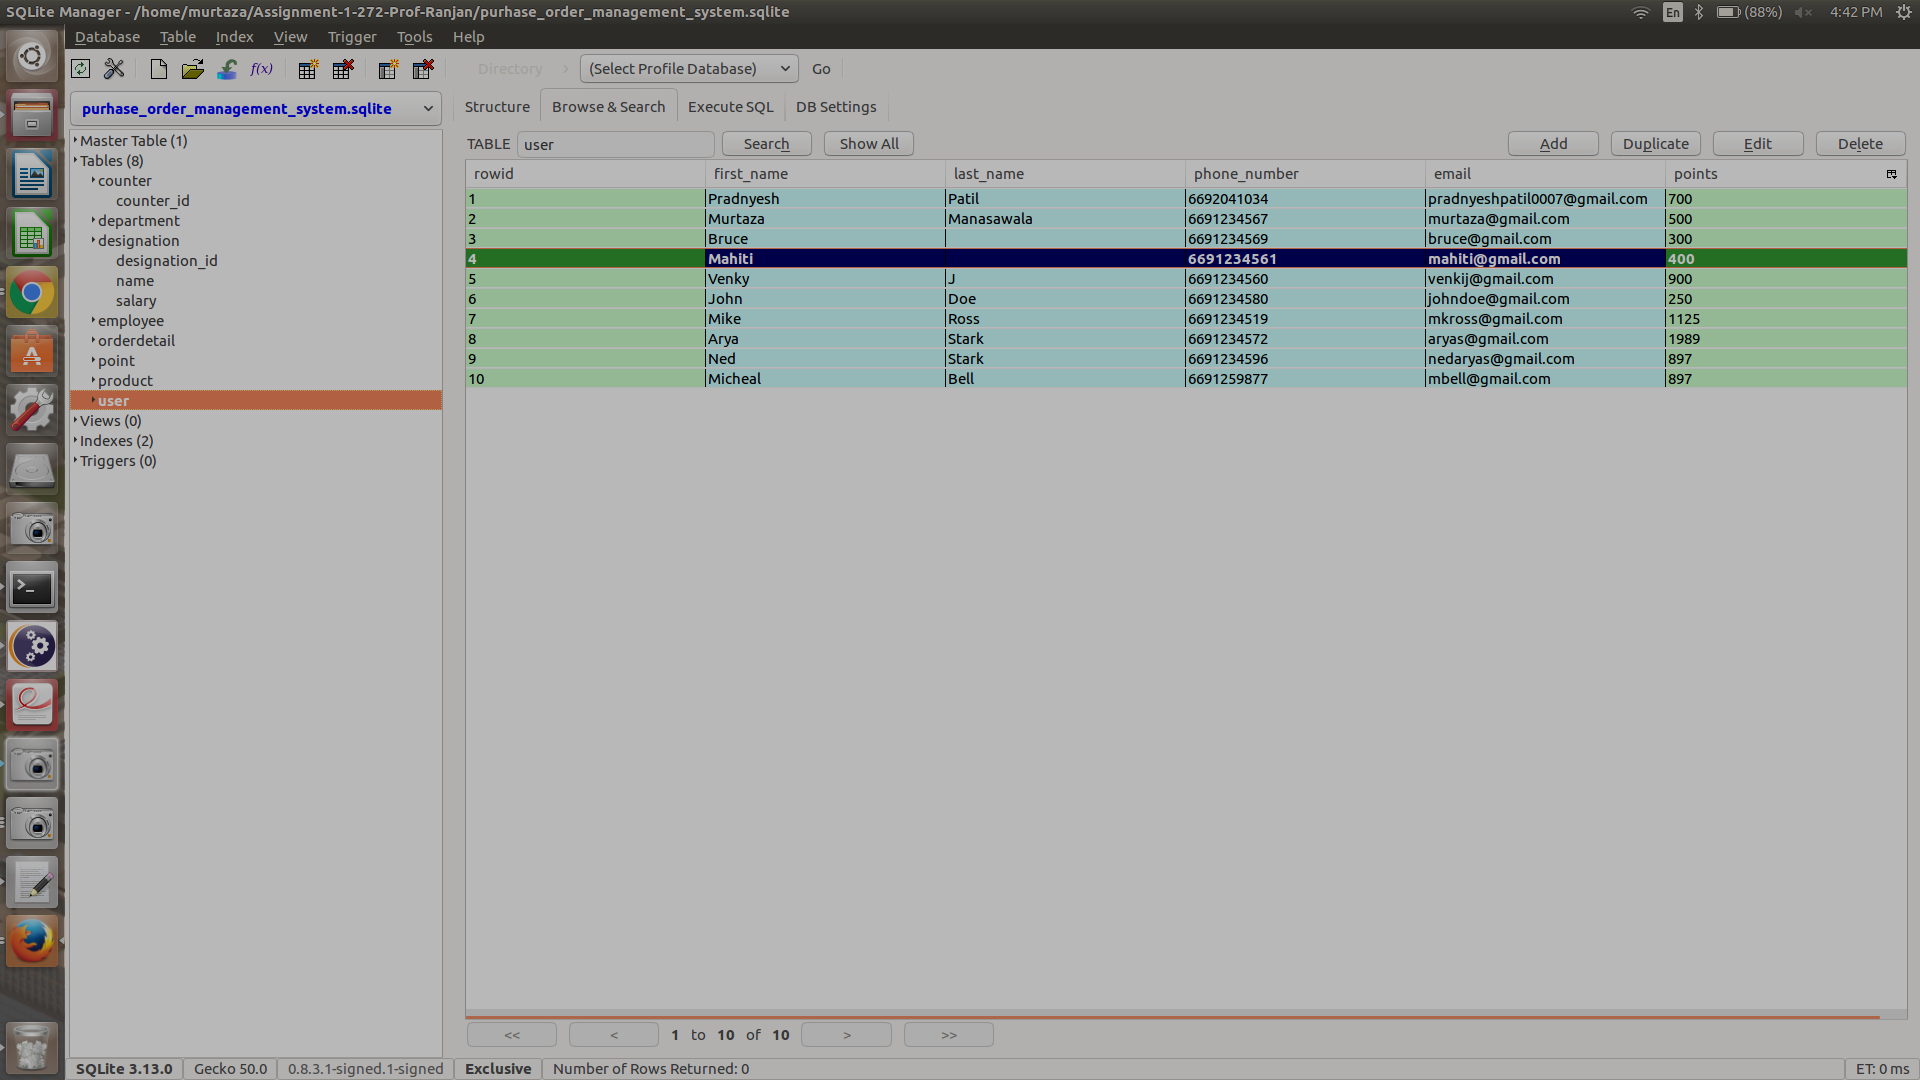 SQLite Manager - /home/murtaza/Assignment-1-272-Prof-Ranjan/purhase_order_management_system.sqlite En (88%) 4:42 PM
Database Table Index View Trigger Tools Help
f(x) Directory (Select Profile Database) Go
purhase_order_management_system.sqlite
Structure Browse & Search Execute SQL DB Settings
Master Table (1)
Tables (8)
counter
counter_id
department
designation
designation_id
name
salary
employee
orderdetail
point
product
user
Views (0)
Indexes (2)
Triggers (0)
TABLE user Search Show All Add Duplicate Edit Delete
rowid first_name last_name phone_number email points
1 Pradnyesh Patil 6692041034 pradnyeshpatil0007@gmail.com 700
2 Murtaza Manasawala 6691234567 murtaza@gmail.com 500
3 Bruce 6691234569 bruce@gmail.com 300
4 Mahiti 6691234561 mahiti@gmail.com 400
5 Venky J 6691234560 venkij@gmail.com 900
6 John Doe 6691234580 johndoe@gmail.com 250
7 Mike Ross 6691234519 mkross@gmail.com 1125
8 Arya Stark 6691234572 aryas@gmail.com 1989
9 Ned Stark 6691234596 nedaryas@gmail.com 897
10 Micheal Bell 6691259877 mbell@gmail.com 897
<< < 1 to 10 of 10 > >>
SQLite 3.13.0 Gecko 50.0 0.8.3.1-signed.1-signed Exclusive Number of Rows Returned: 0 ET: 0 ms